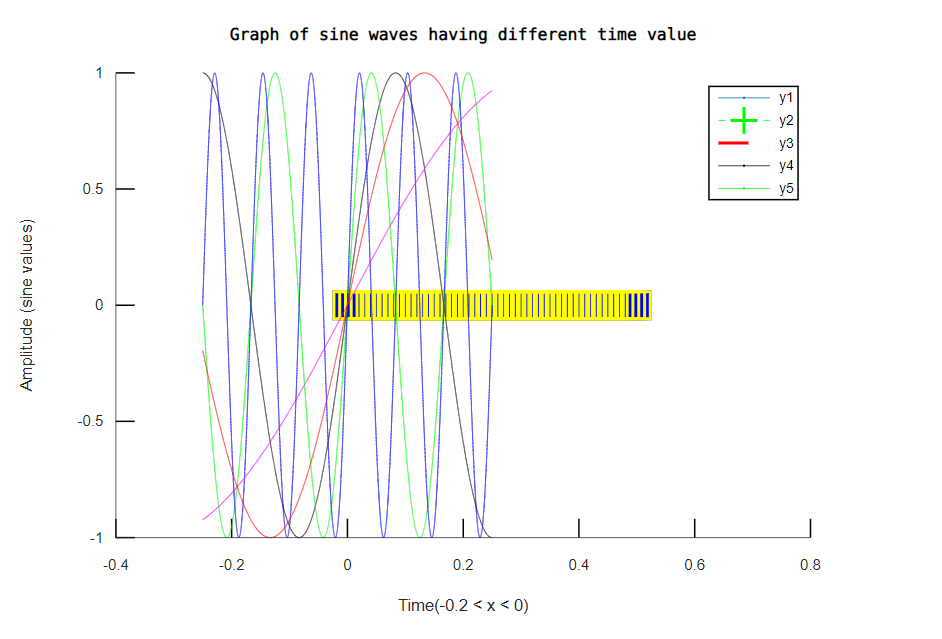 Graph of sine waves having different time value
1
0.5
0
-0.5
-1
Amplitude (sine values)
-0.4 -0.2 0 0.2 0.4 0.6 0.8
Time(-0.2 < x < 0)
y1
y2
y3
y4
y5